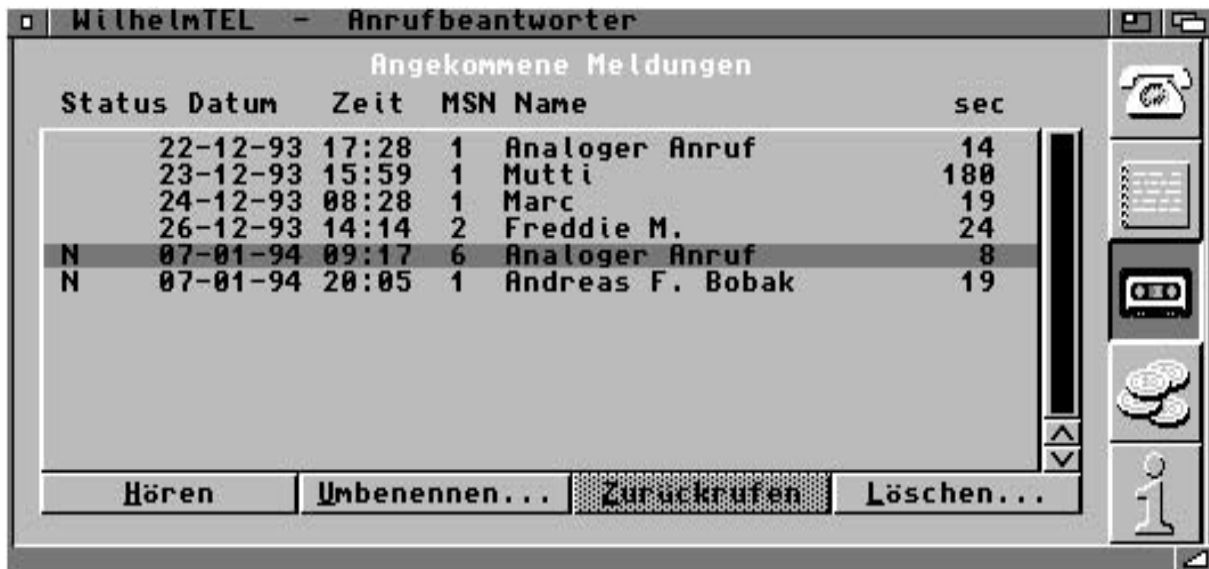 WilhelmTEL - Anrufbeantworter
Angekommene Meldungen
Status Datum Zeit MSN Name sec
22-12-93 17:28 1 Analoger Anruf 14
23-12-93 15:59 1 Mutti 180
24-12-93 08:28 1 Marc 19
26-12-93 14:14 2 Freddie M. 24
N 07-01-94 09:17 6 Analoger Anruf 8
N 07-01-94 20:05 1 Andreas F. Bobak 19
Hören Umbenennen... Zurückrufen Löschen...